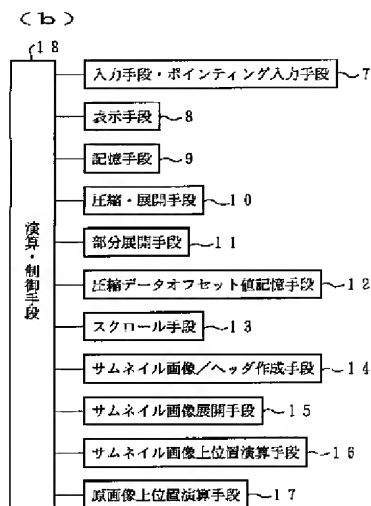 (b)
18
入力手段・ポインティング入力手段 7
表示手段 8
記憶手段 9
圧縮・展開手段 10
部分展開手段 11
圧縮データオフセット値記憶手段 12
スクロール手段 13
サムネイル画像/ヘッダ作成手段 14
サムネイル画像展開手段 15
サムネイル画像上位置演算手段 16
原画像上位置演算手段 17
演算・制御手段